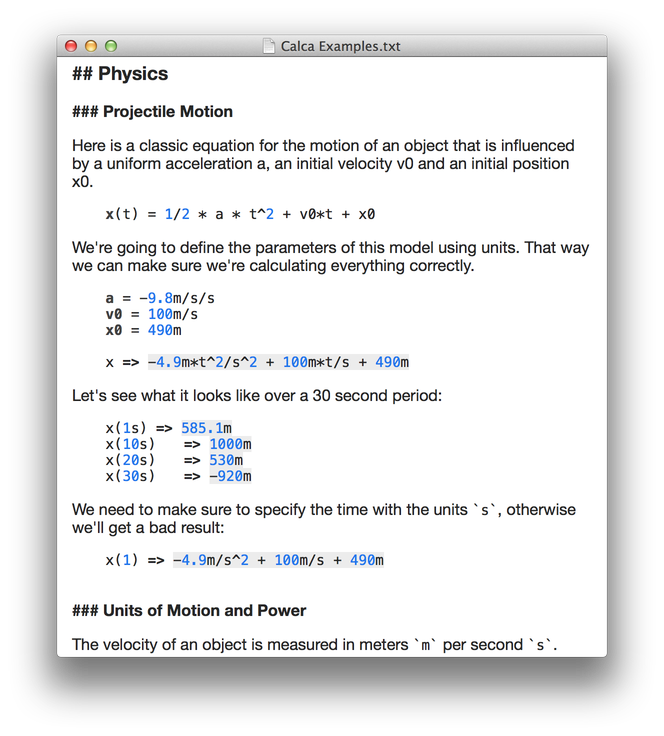 Calca Examples.txt
## Physics
### Projectile Motion
Here is a classic equation for the motion of an object that is influenced
by a uniform acceleration a, an initial velocity v0 and an initial position
x0.
x(t) = 1/2 * a * t^2 + v0*t + x0
We're going to define the parameters of this model using units. That way
we can make sure we're calculating everything correctly.
a = -9.8m/s/s
v0 = 100m/s
x0 = 490m
x => -4.9m*t^2/s^2 + 100m*t/s + 490m
Let's see what it looks like over a 30 second period:
x(1s) => 585.1m
x(10s) => 1000m
x(20s) => 530m
x(30s) => -920m
We need to make sure to specify the time with the units `s`, otherwise
we'll get a bad result:
x(1) => -4.9m/s^2 + 100m/s + 490m
### Units of Motion and Power
The velocity of an object is measured in meters `m` per second `s`.